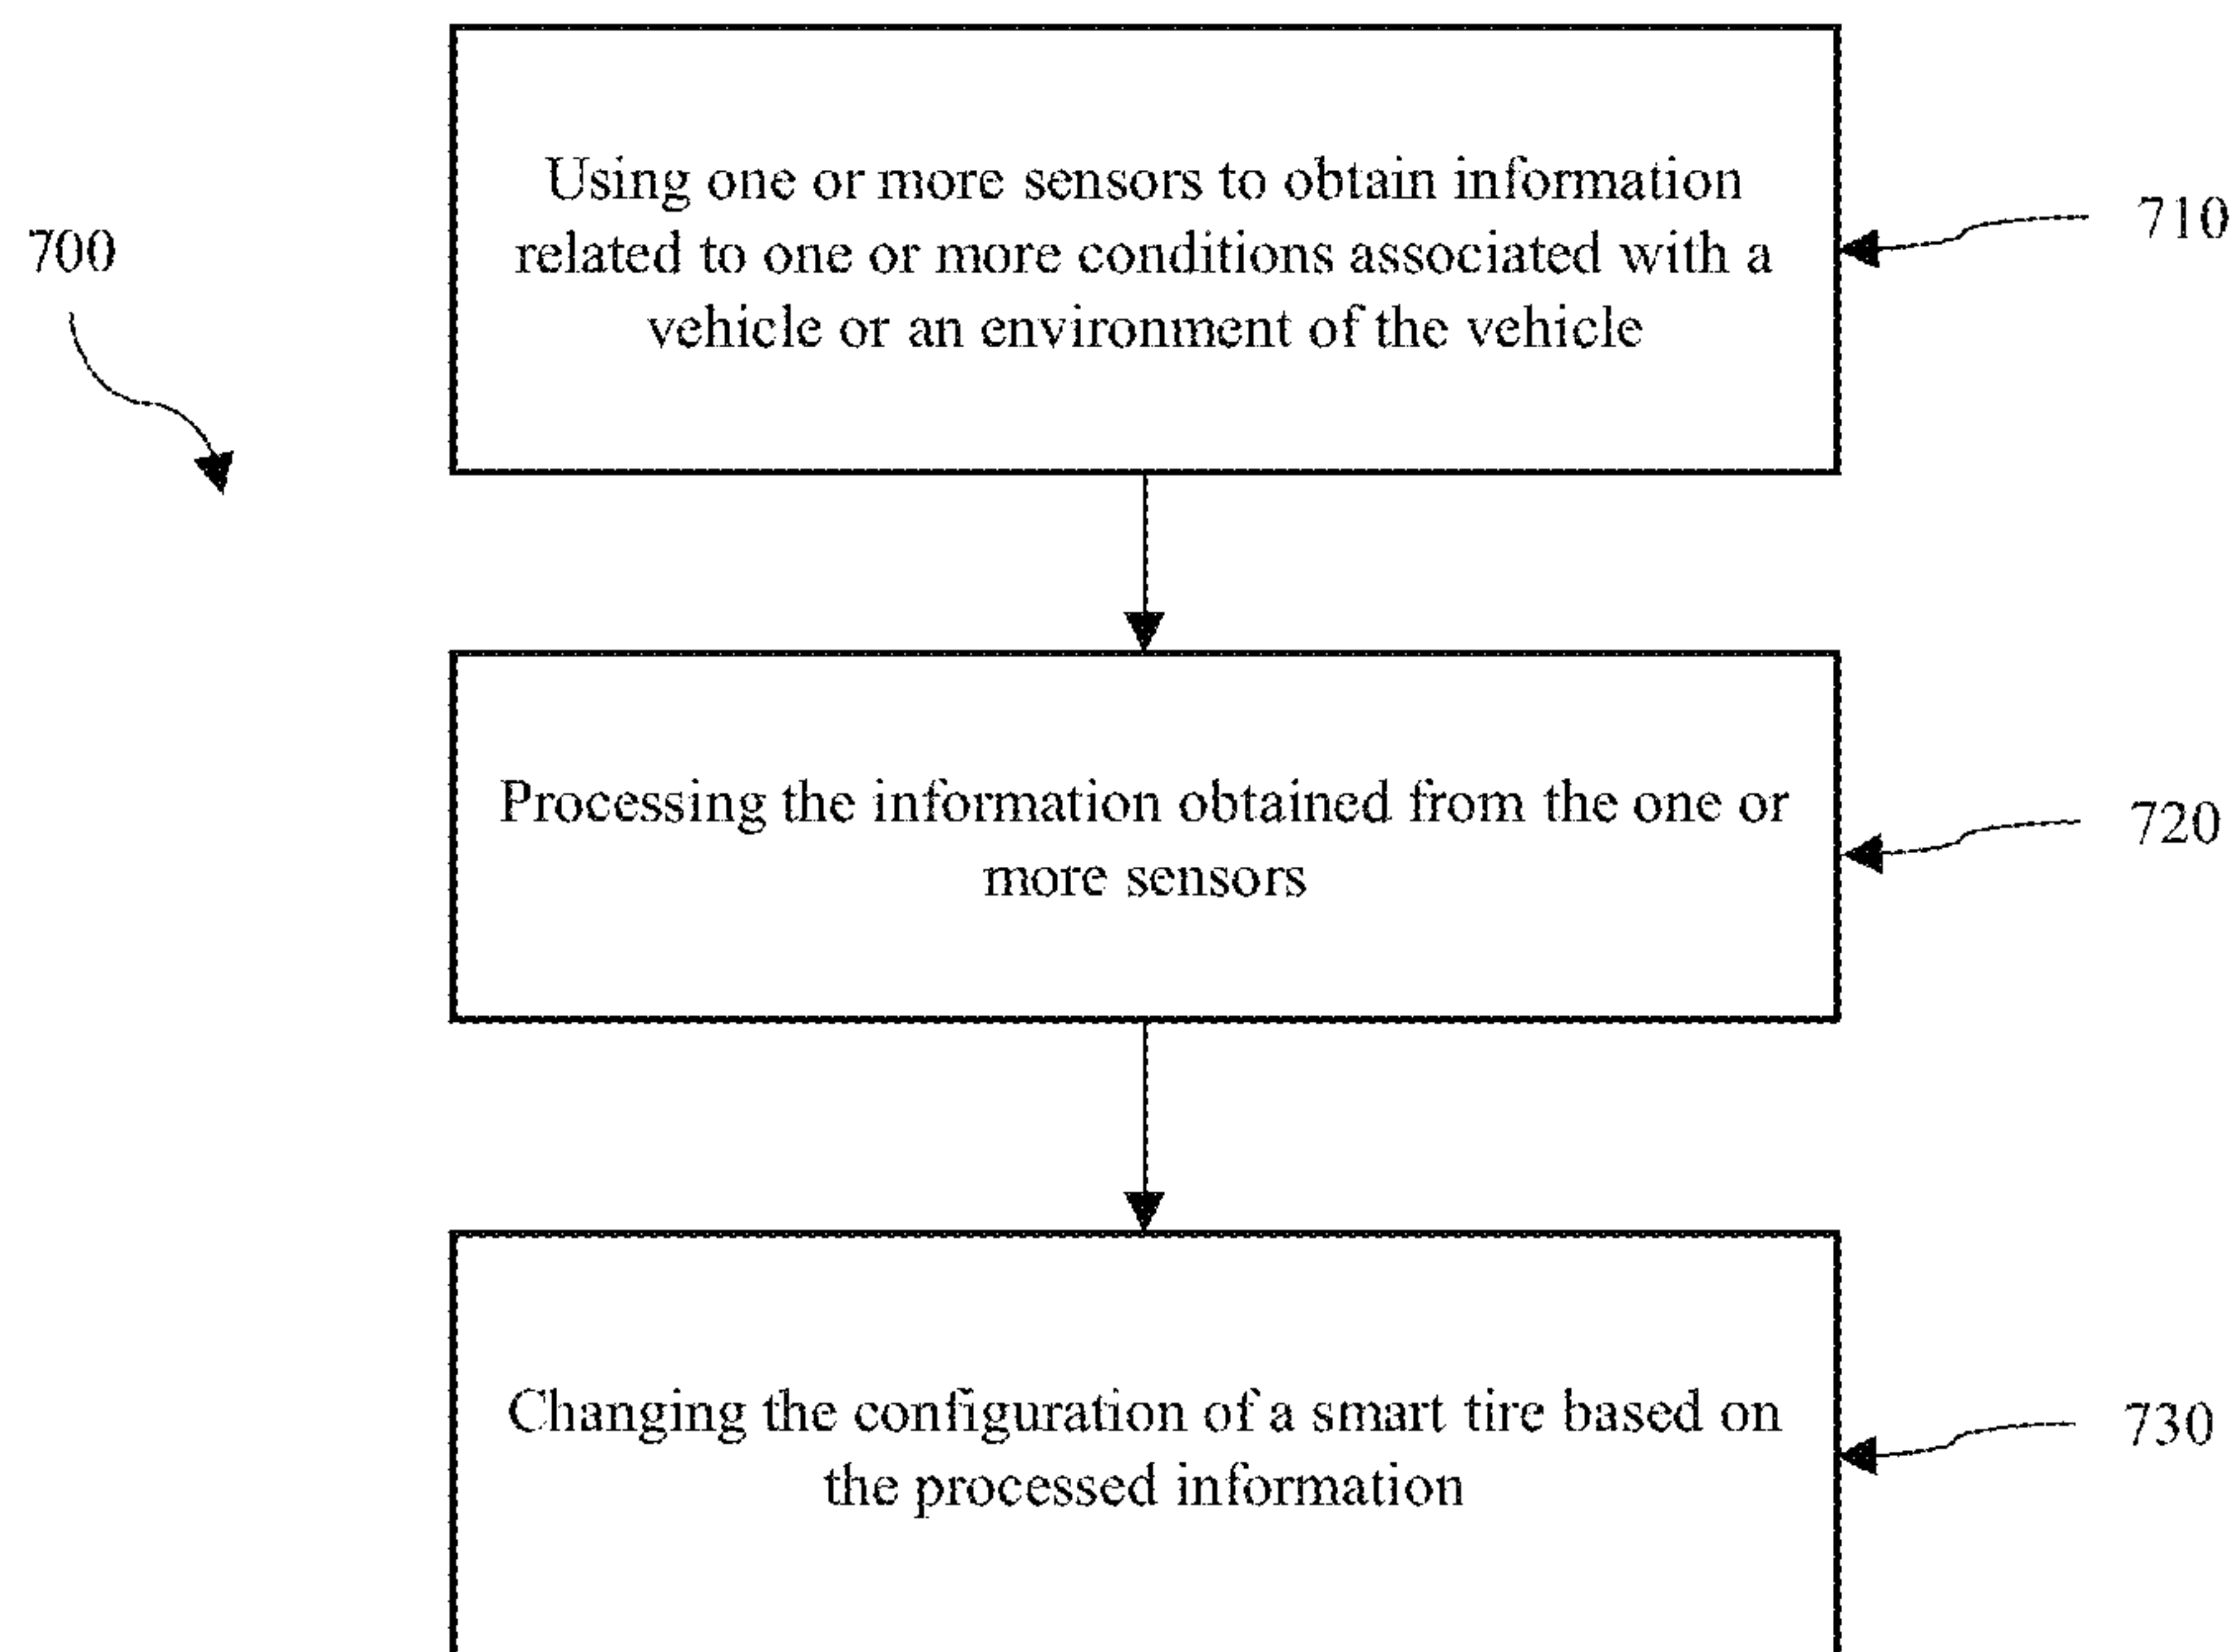 700
Using one or more sensors to obtain information
related to one or more conditions associated with a
vehicle or an environment of the vehicle
710
Processing the information obtained from the one or
more sensors
720
Changing the configuration of a smart tire based on
the processed information
730